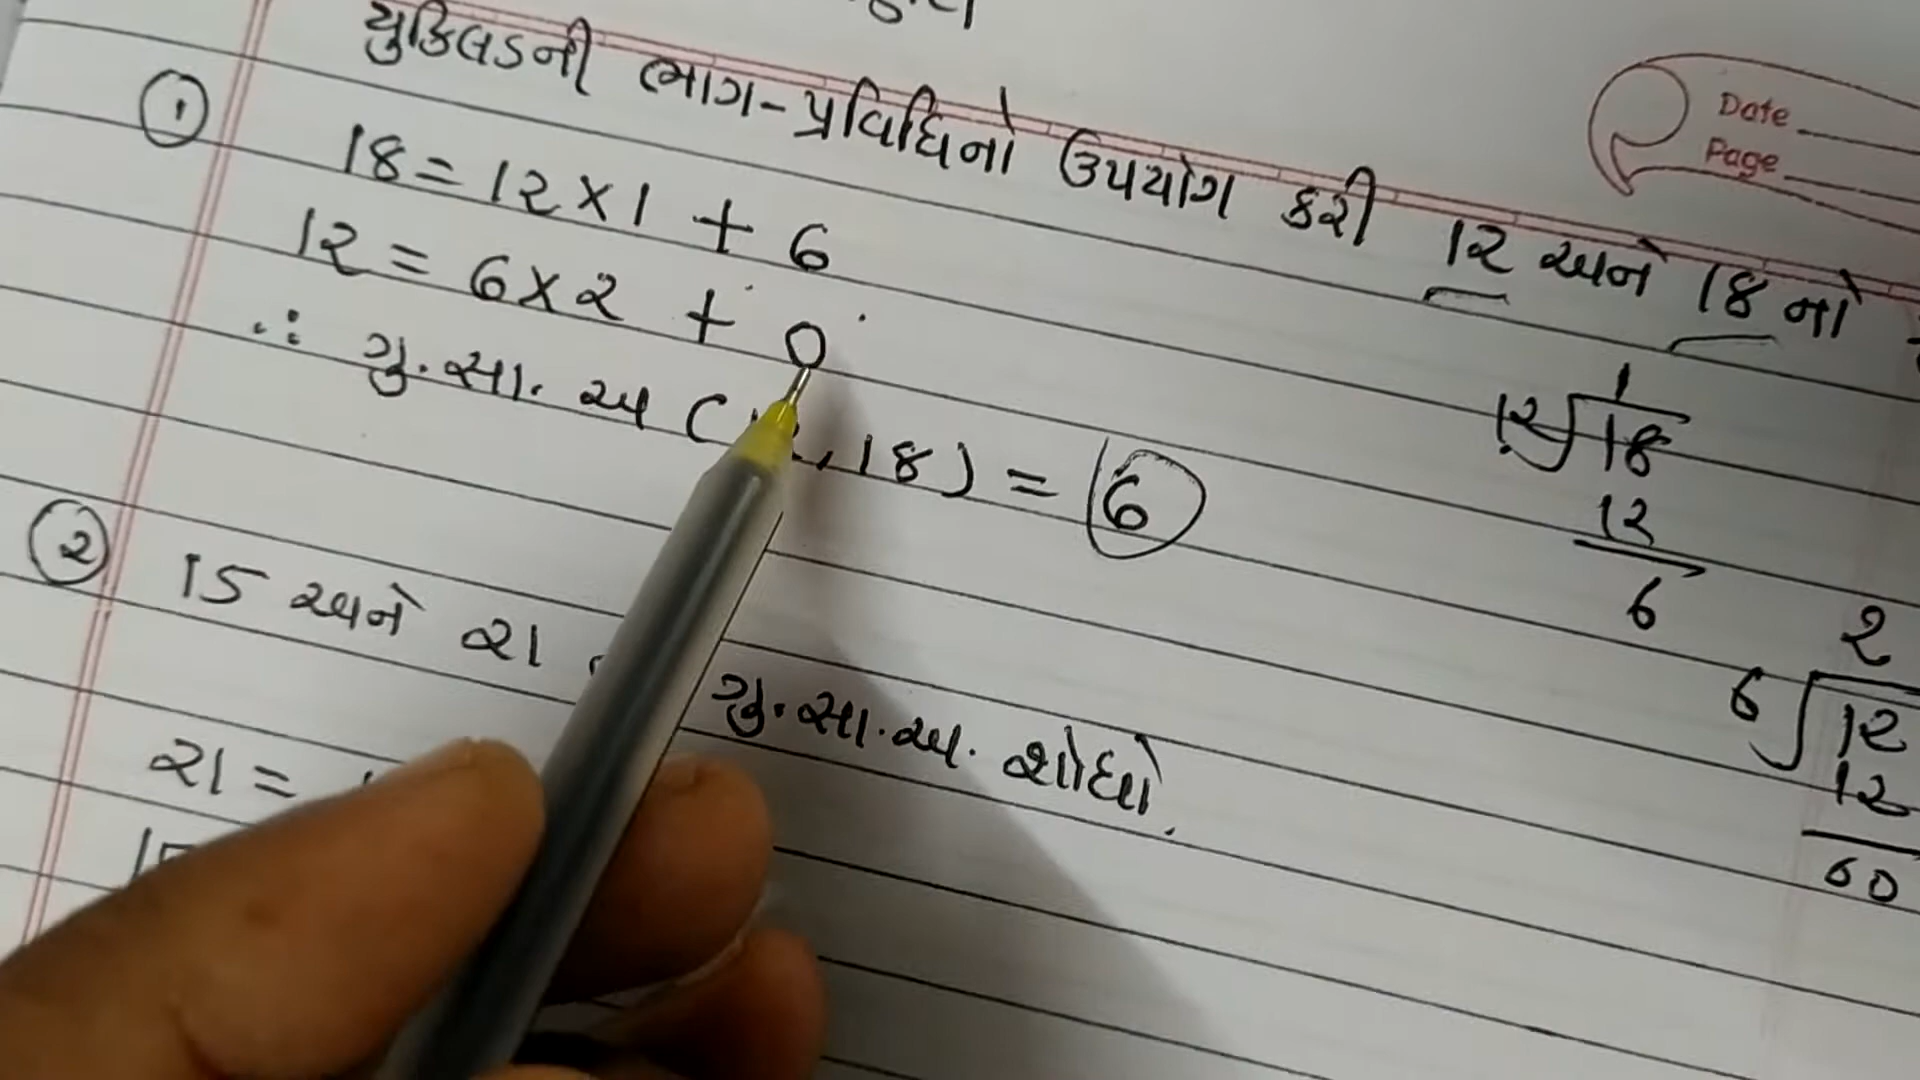 યુક્લિડની ભાગ-પ્રવિધિનો ઉપયોગ કરી 12 અને 18 નો
Date
Page
①
18 = 12 × 1 + 6
12 = 6 × 2 + 0
∴ ગુ.સા. અ ( , 18) = 6
1
12 18
12
6
2
6 12
12
00
② 15 અને 21 ગુ.સા.અ. શોધો.
21 =